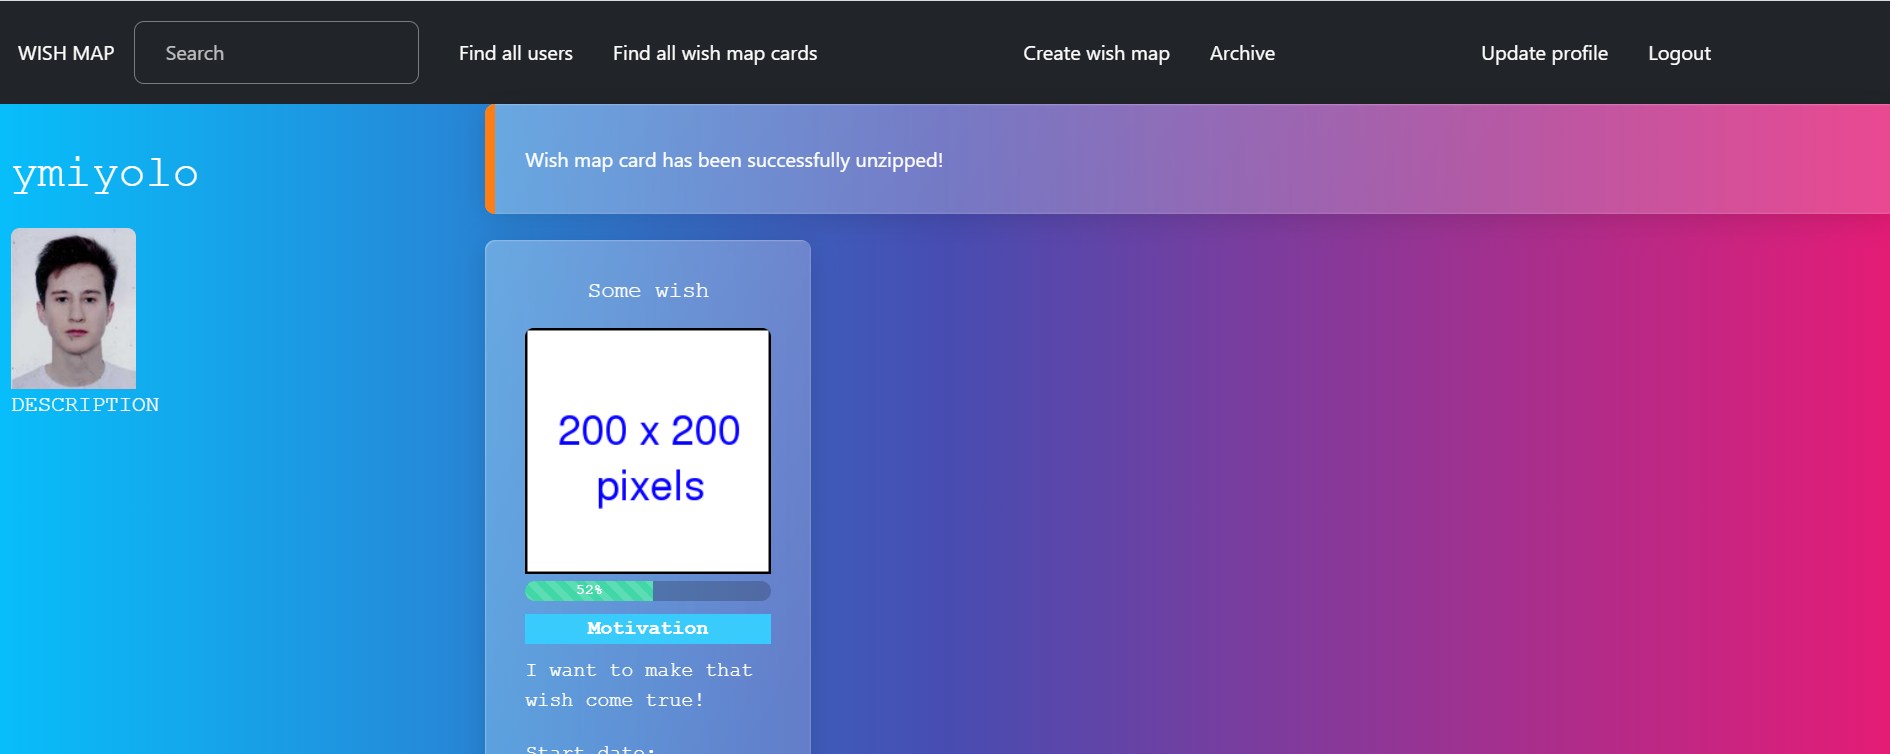 WISH MAP
Search
Find all users
Find all wish map cards
Create wish map
Archive
Update profile
Logout
ymiyolo
DESCRIPTION
Wish map card has been successfully unzipped!
Some wish
200 x 200
pixels
52%
Motivation
I want to make that
wish come true!
Start date: